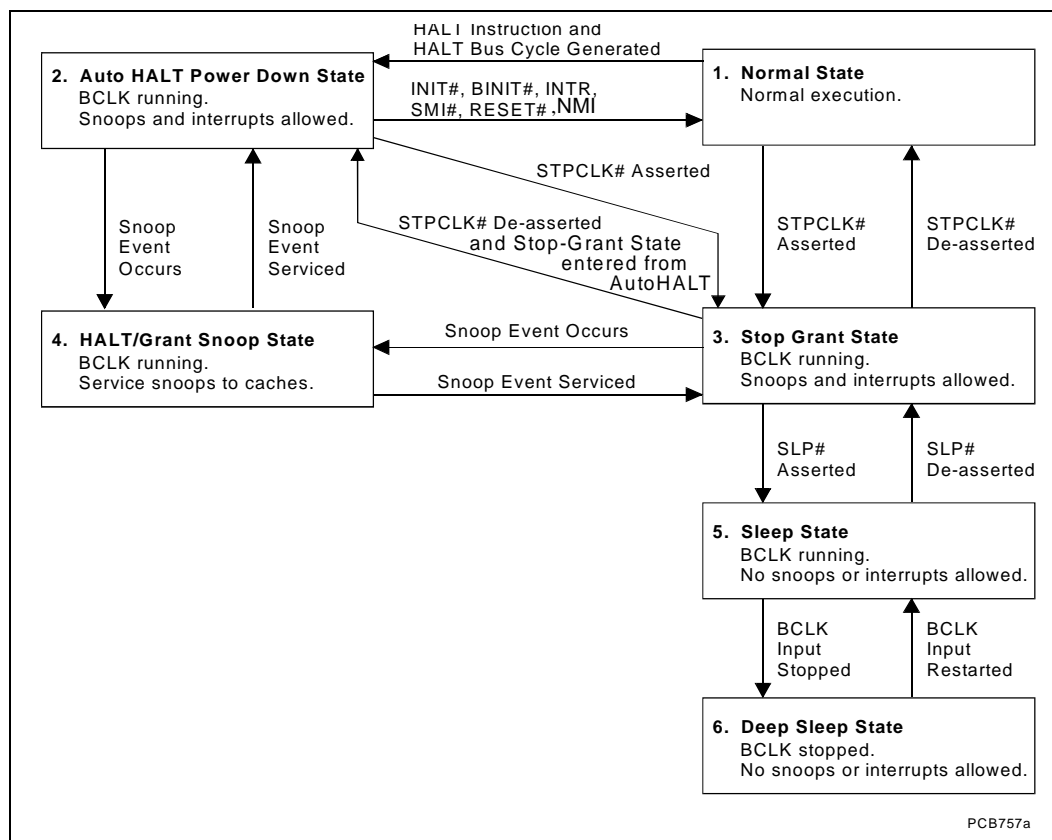 HALT Instruction and
HALT Bus Cycle Generated
2. Auto HALT Power Down State
BCLK running.
Snoops and interrupts allowed.
1. Normal State
Normal execution.
INIT#, BINIT#, INTR,
SMI#, RESET# ,NMI
STPCLK# Asserted
STPCLK# De-asserted
and Stop-Grant State
entered from
AutoHALT
Snoop
Event
Occurs
Snoop
Event
Serviced
STPCLK#
Asserted
STPCLK#
De-asserted
4. HALT/Grant Snoop State
BCLK running.
Service snoops to caches.
Snoop Event Occurs
Snoop Event Serviced
3. Stop Grant State
BCLK running.
Snoops and interrupts allowed.
SLP#
Asserted
SLP#
De-asserted
5. Sleep State
BCLK running.
No snoops or interrupts allowed.
BCLK
Input
Stopped
BCLK
Input
Restarted
6. Deep Sleep State
BCLK stopped.
No snoops or interrupts allowed.
PCB757a